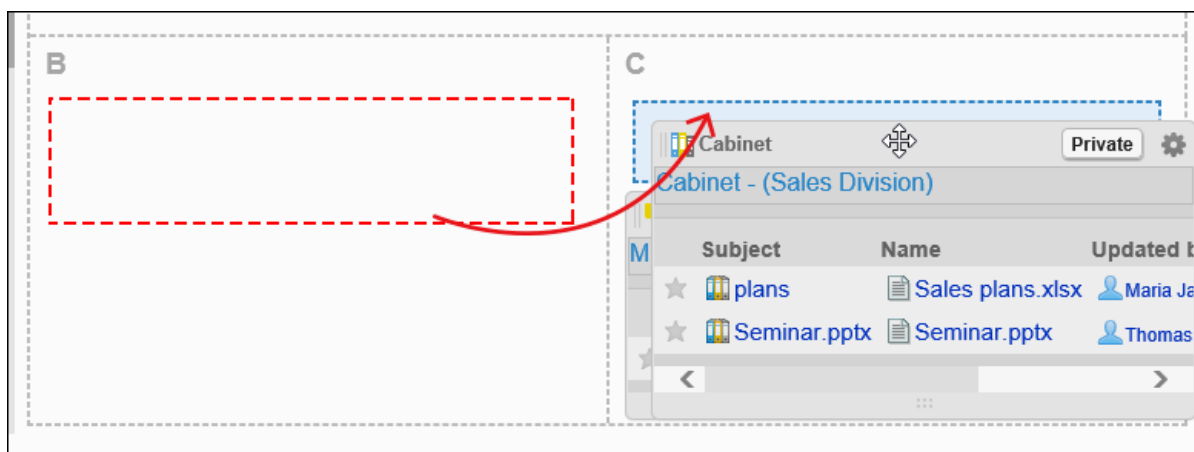 B
C
Cabinet Private
Cabinet - (Sales Division)
M
Subject Name Updated b
plans Sales plans.xlsx Maria Ja
Seminar.pptx Seminar.pptx Thomas